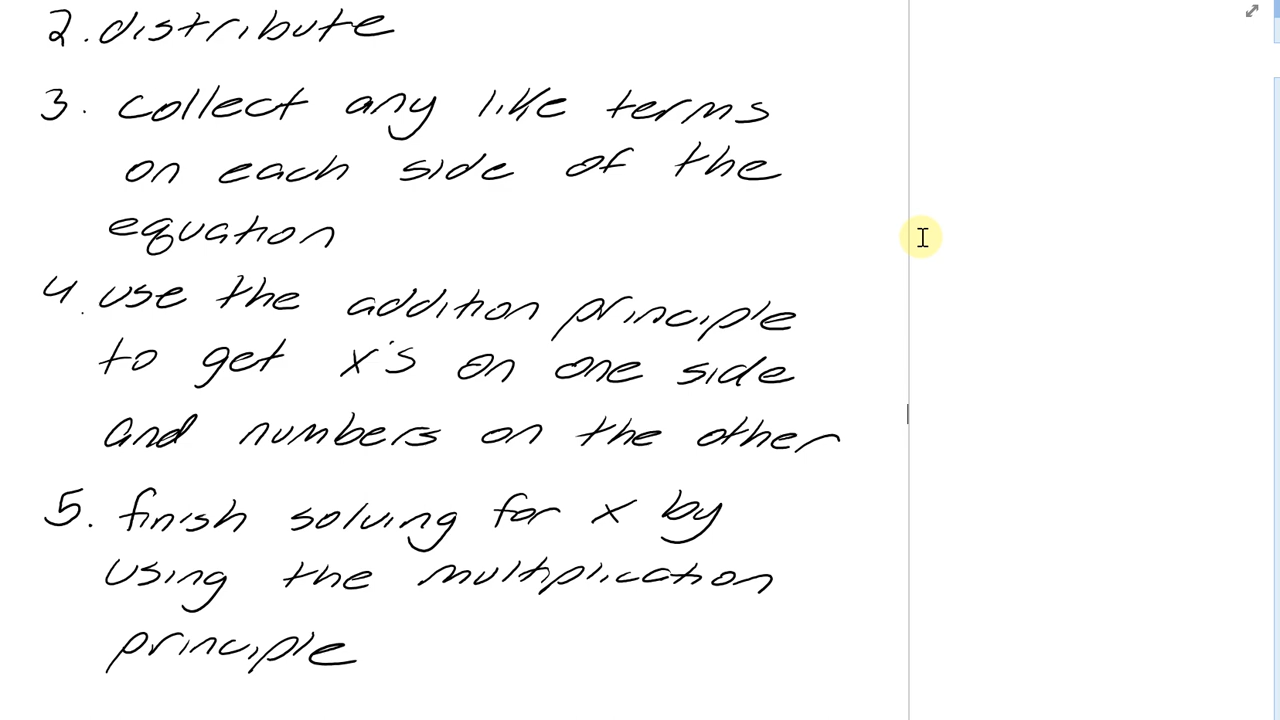 2. distribute
3. collect any like terms
on each side of the
equation
4. use the addition principle
to get x's on one side
and numbers on the other
5. finish solving for x by
using the multiplication
principle